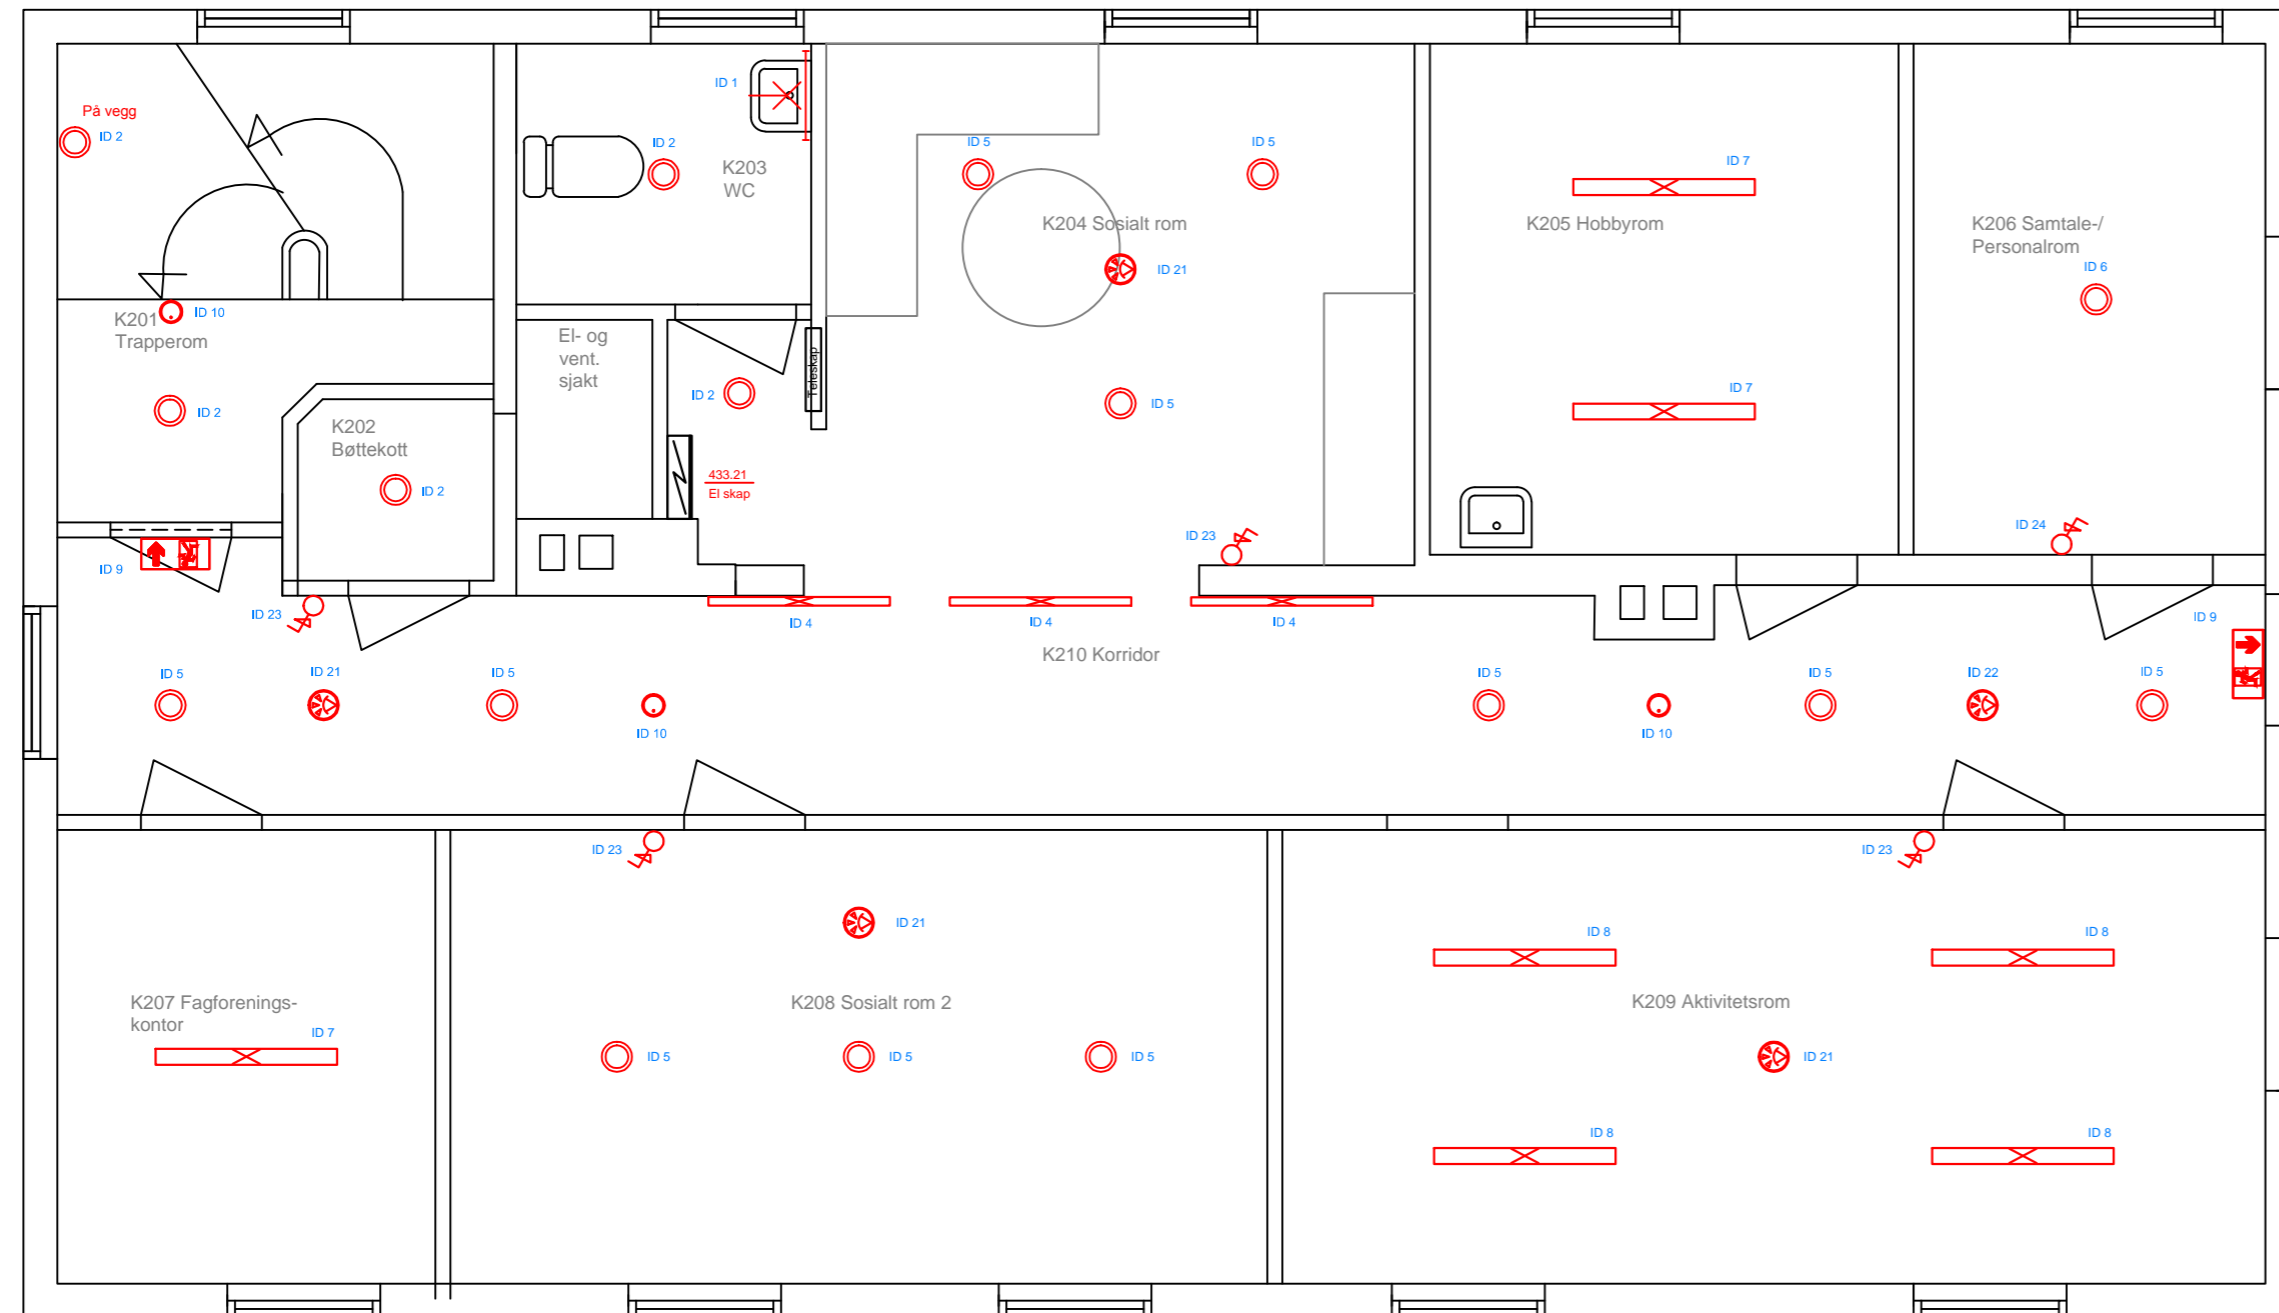 ID 1
På vegg
ID 2
ID 2
K203
WC
ID 5
ID 5
ID 7
K204 Sosialt rom
K205 Hobbyrom
K206 Samtale-/
Personalrom
ID 21
ID 6
ID 10
K201
Trapperom
El- og
vent.
sjakt
Teleskap
ID 2
ID 2
ID 5
ID 7
K202
Bøttekott
ID 2
433.21
El skap
ID 23
ID 24
ID 9
ID 23
ID 4
ID 4
ID 4
ID 9
K210 Korridor
ID 5
ID 21
ID 5
ID 10
ID 5
ID 10
ID 5
ID 22
ID 5
ID 23
ID 23
ID 21
ID 8
ID 8
K207 Fagforenings-
kontor
ID 7
K208 Sosialt rom 2
K209 Aktivitetsrom
ID 5
ID 5
ID 5
ID 21
ID 8
ID 8